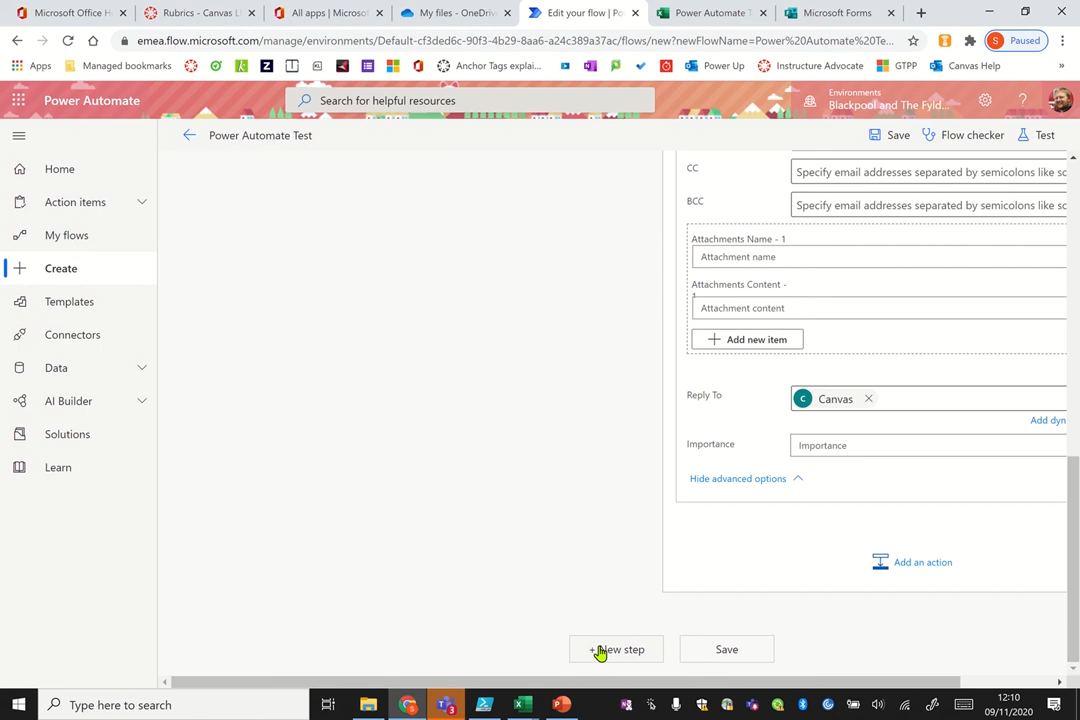 Microsoft Office H
Rubrics - Canvas L
All apps | Microso
My files - OneDriv
Edit your flow | Po
Power Automate T
Microsoft Forms
emea.flow.microsoft.com/manage/environments/Default-cf3ded6c-90f3-4b29-8aa6-a24c389a37ac/flows/new?newFlowName=Power%20Automate%20Te...
S Paused
Apps
Managed bookmarks
Anchor Tags explai...
Power Up
Instructure Advocate
GTPP
Canvas Help
»
Power Automate
Search for helpful resources
Environments
Blackpool and The Fyld...
Power Automate Test
Save
Flow checker
Test
Home
Action items
My flows
Create
Templates
Connectors
Data
AI Builder
Solutions
Learn
CC
Specify email addresses separated by semicolons like so
BCC
Specify email addresses separated by semicolons like so
Attachments Name - 1
Attachment name
Attachments Content -
1
Attachment content
Add new item
Reply To
C Canvas
Add dyn
Importance
Importance
Hide advanced options
Add an action
+ New step
Save
Type here to search
12:10
09/11/2020